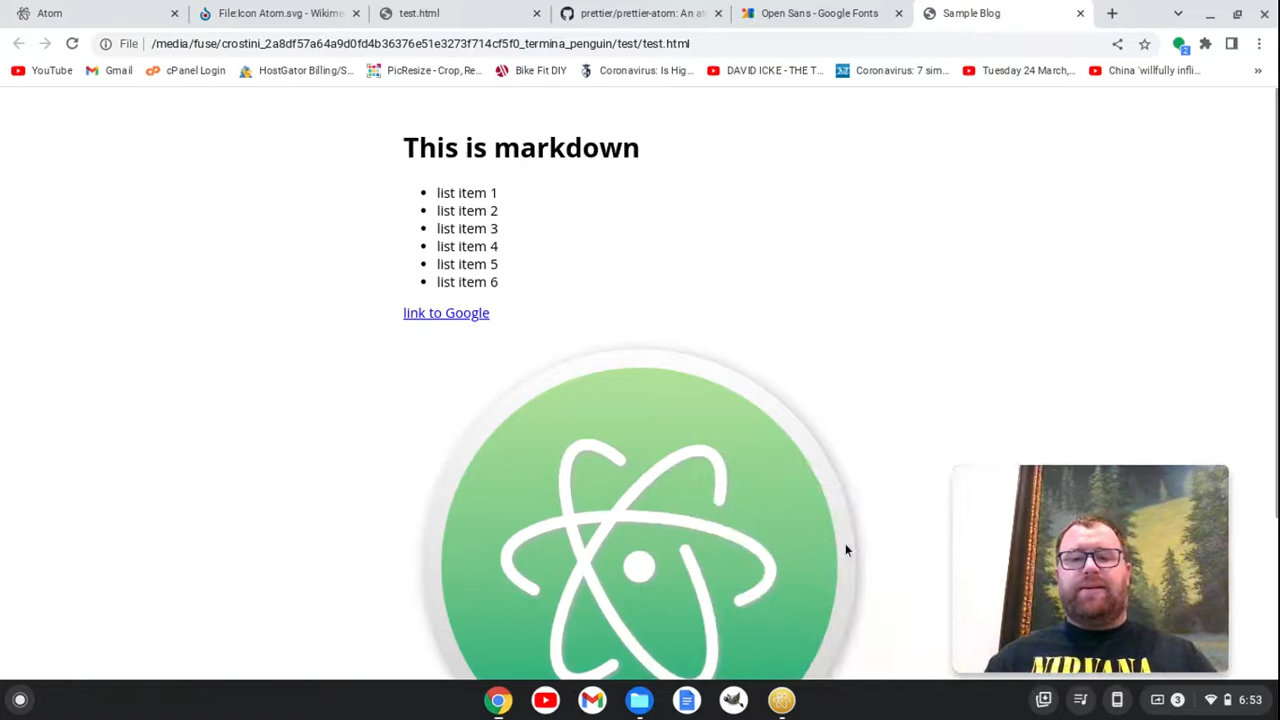 Atom
File:Icon Atom.svg - Wikime
test.html
prettier/prettier-atom: An at
Open Sans - Google Fonts
Sample Blog
File
/media/fuse/crostini_2a8df57a64a9d0fd4b36376e51e3273f714cf5f0_termina_penguin/test/test.html
2
YouTube
Gmail
cPanel Login
HostGator Billing/S...
PicResize - Crop, Re...
Bike Fit DIY
Coronavirus: Is Hig...
DAVID ICKE - THE T...
Coronavirus: 7 sim...
Tuesday 24 March,...
China 'willfully infli...
»
This is markdown
list item 1
list item 2
list item 3
list item 4
list item 5
list item 6
link to Google
NIRVANA
3
6:53